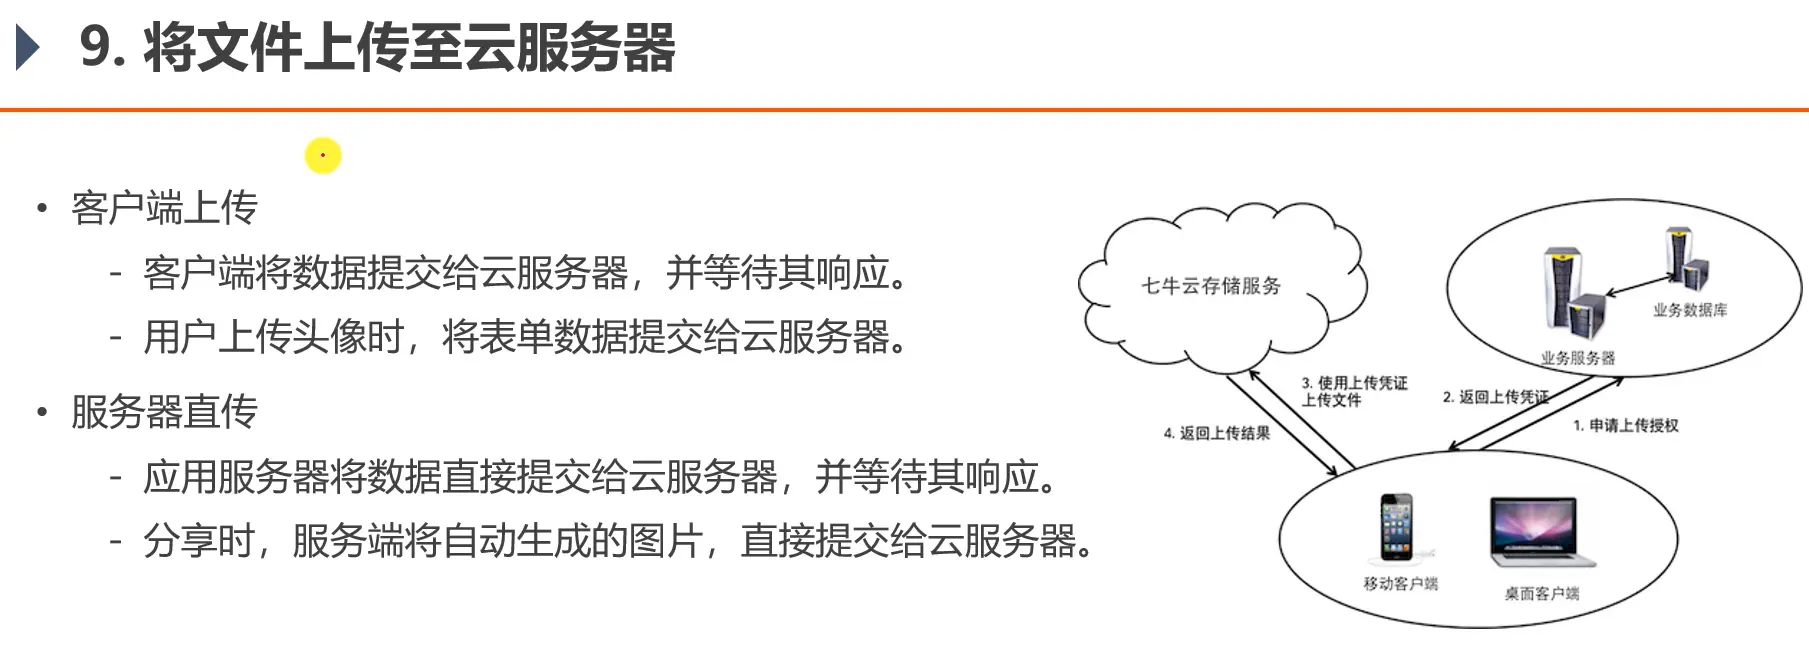 9. 将文件上传至云服务器
• 客户端上传
- 客户端将数据提交给云服务器，并等待其响应。
- 用户上传头像时，将表单数据提交给云服务器。
• 服务器直传
- 应用服务器将数据直接提交给云服务器，并等待其响应。
- 分享时，服务端将自动生成的图片，直接提交给云服务器。
七牛云存储服务
业务数据库
业务服务器
3. 使用上传凭证
上传文件
2. 返回上传凭证
1. 申请上传授权
4. 返回上传结果
移动客户端
桌面客户端